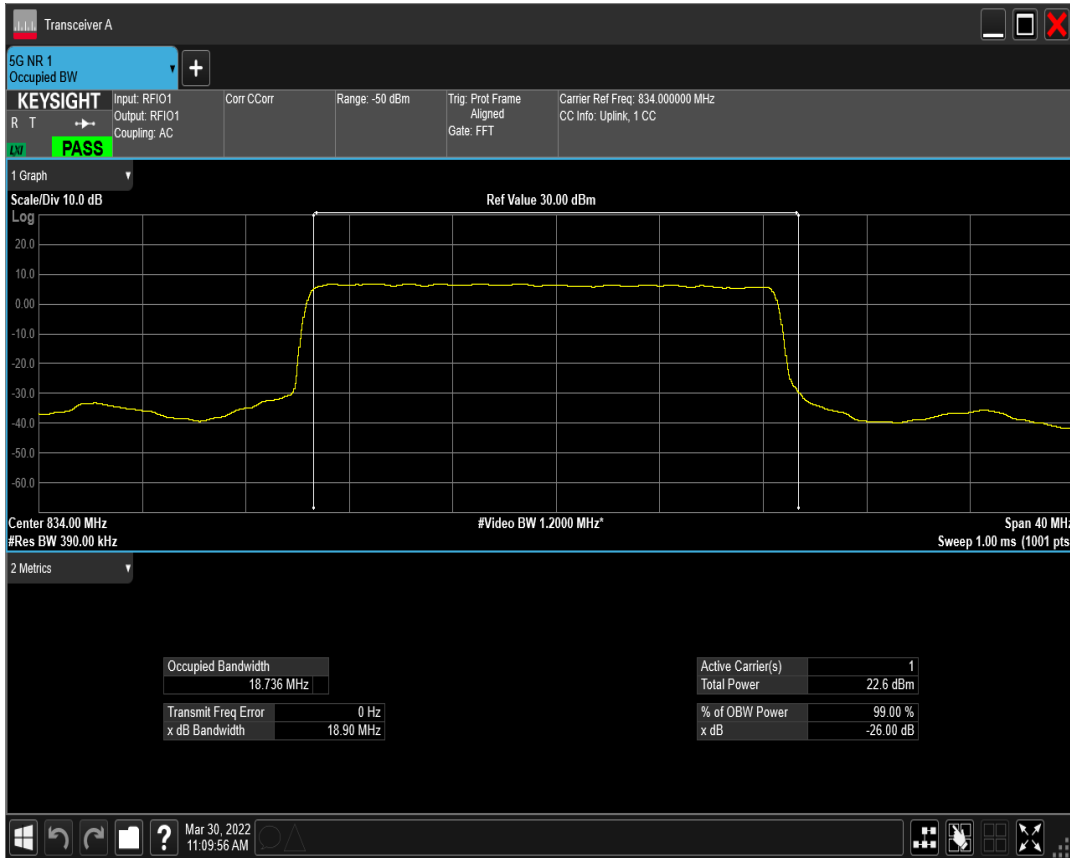 Transceiver A
5G NR 1
Occupied BW
KEYSIGHT
R T
LXI
PASS
Input: RFIO1
Output: RFIO1
Coupling: AC
Corr CCorr
Range: -50 dBm
Trig: Prot Frame
Aligned
Gate: FFT
Carrier Ref Freq: 834.000000 MHz
CC Info: Uplink, 1 CC
1 Graph
Scale/Div 10.0 dB
Ref Value 30.00 dBm
Log
20.0
10.0
0.00
-10.0
-20.0
-30.0
-40.0
-50.0
-60.0
Center 834.00 MHz
#Video BW 1.2000 MHz*
Span 40 MHz
#Res BW 390.00 kHz
Sweep 1.00 ms (1001 pts
2 Metrics
Occupied Bandwidth
18.736 MHz
Transmit Freq Error 0 Hz
x dB Bandwidth 18.90 MHz
Active Carrier(s) 1
Total Power 22.6 dBm
% of OBW Power 99.00 %
x dB -26.00 dB
?
Mar 30, 2022
11:09:56 AM